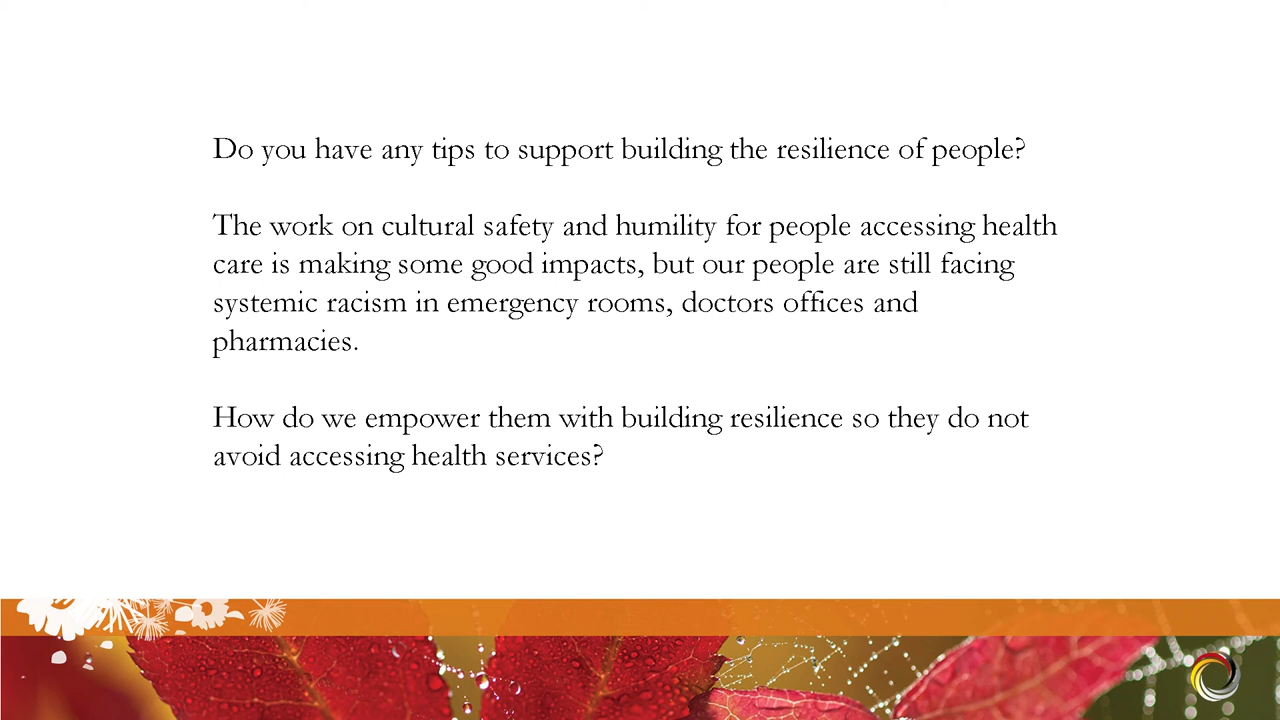 Do you have any tips to support building the resilience of people?
The work on cultural safety and humility for people accessing health
care is making some good impacts, but our people are still facing
systemic racism in emergency rooms, doctors offices and
pharmacies.
How do we empower them with building resilience so they do not
avoid accessing health services?